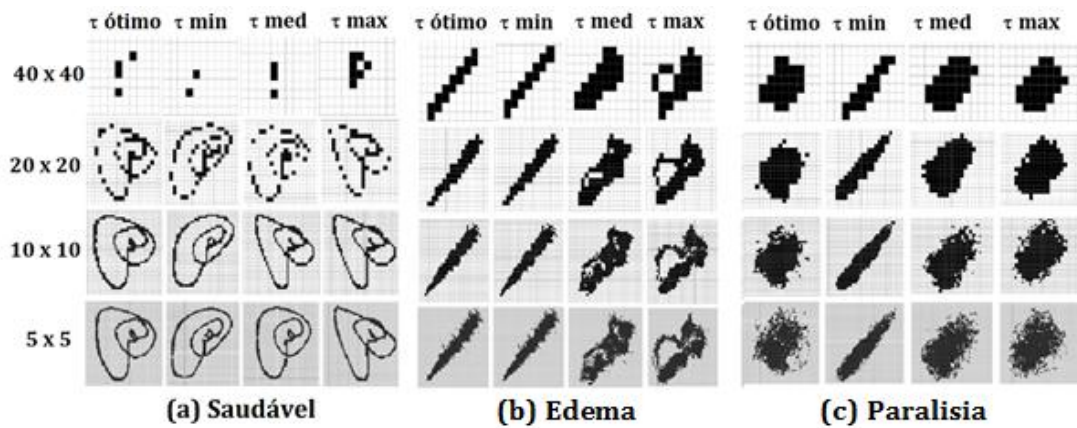 τ ótimo τ min τ med τ max τ ótimo τ min τ med τ max τ ótimo τ min τ med τ max
40 x 40
20 x 20
10 x 10
5 x 5
(a) Saudável (b) Edema (c) Paralisia